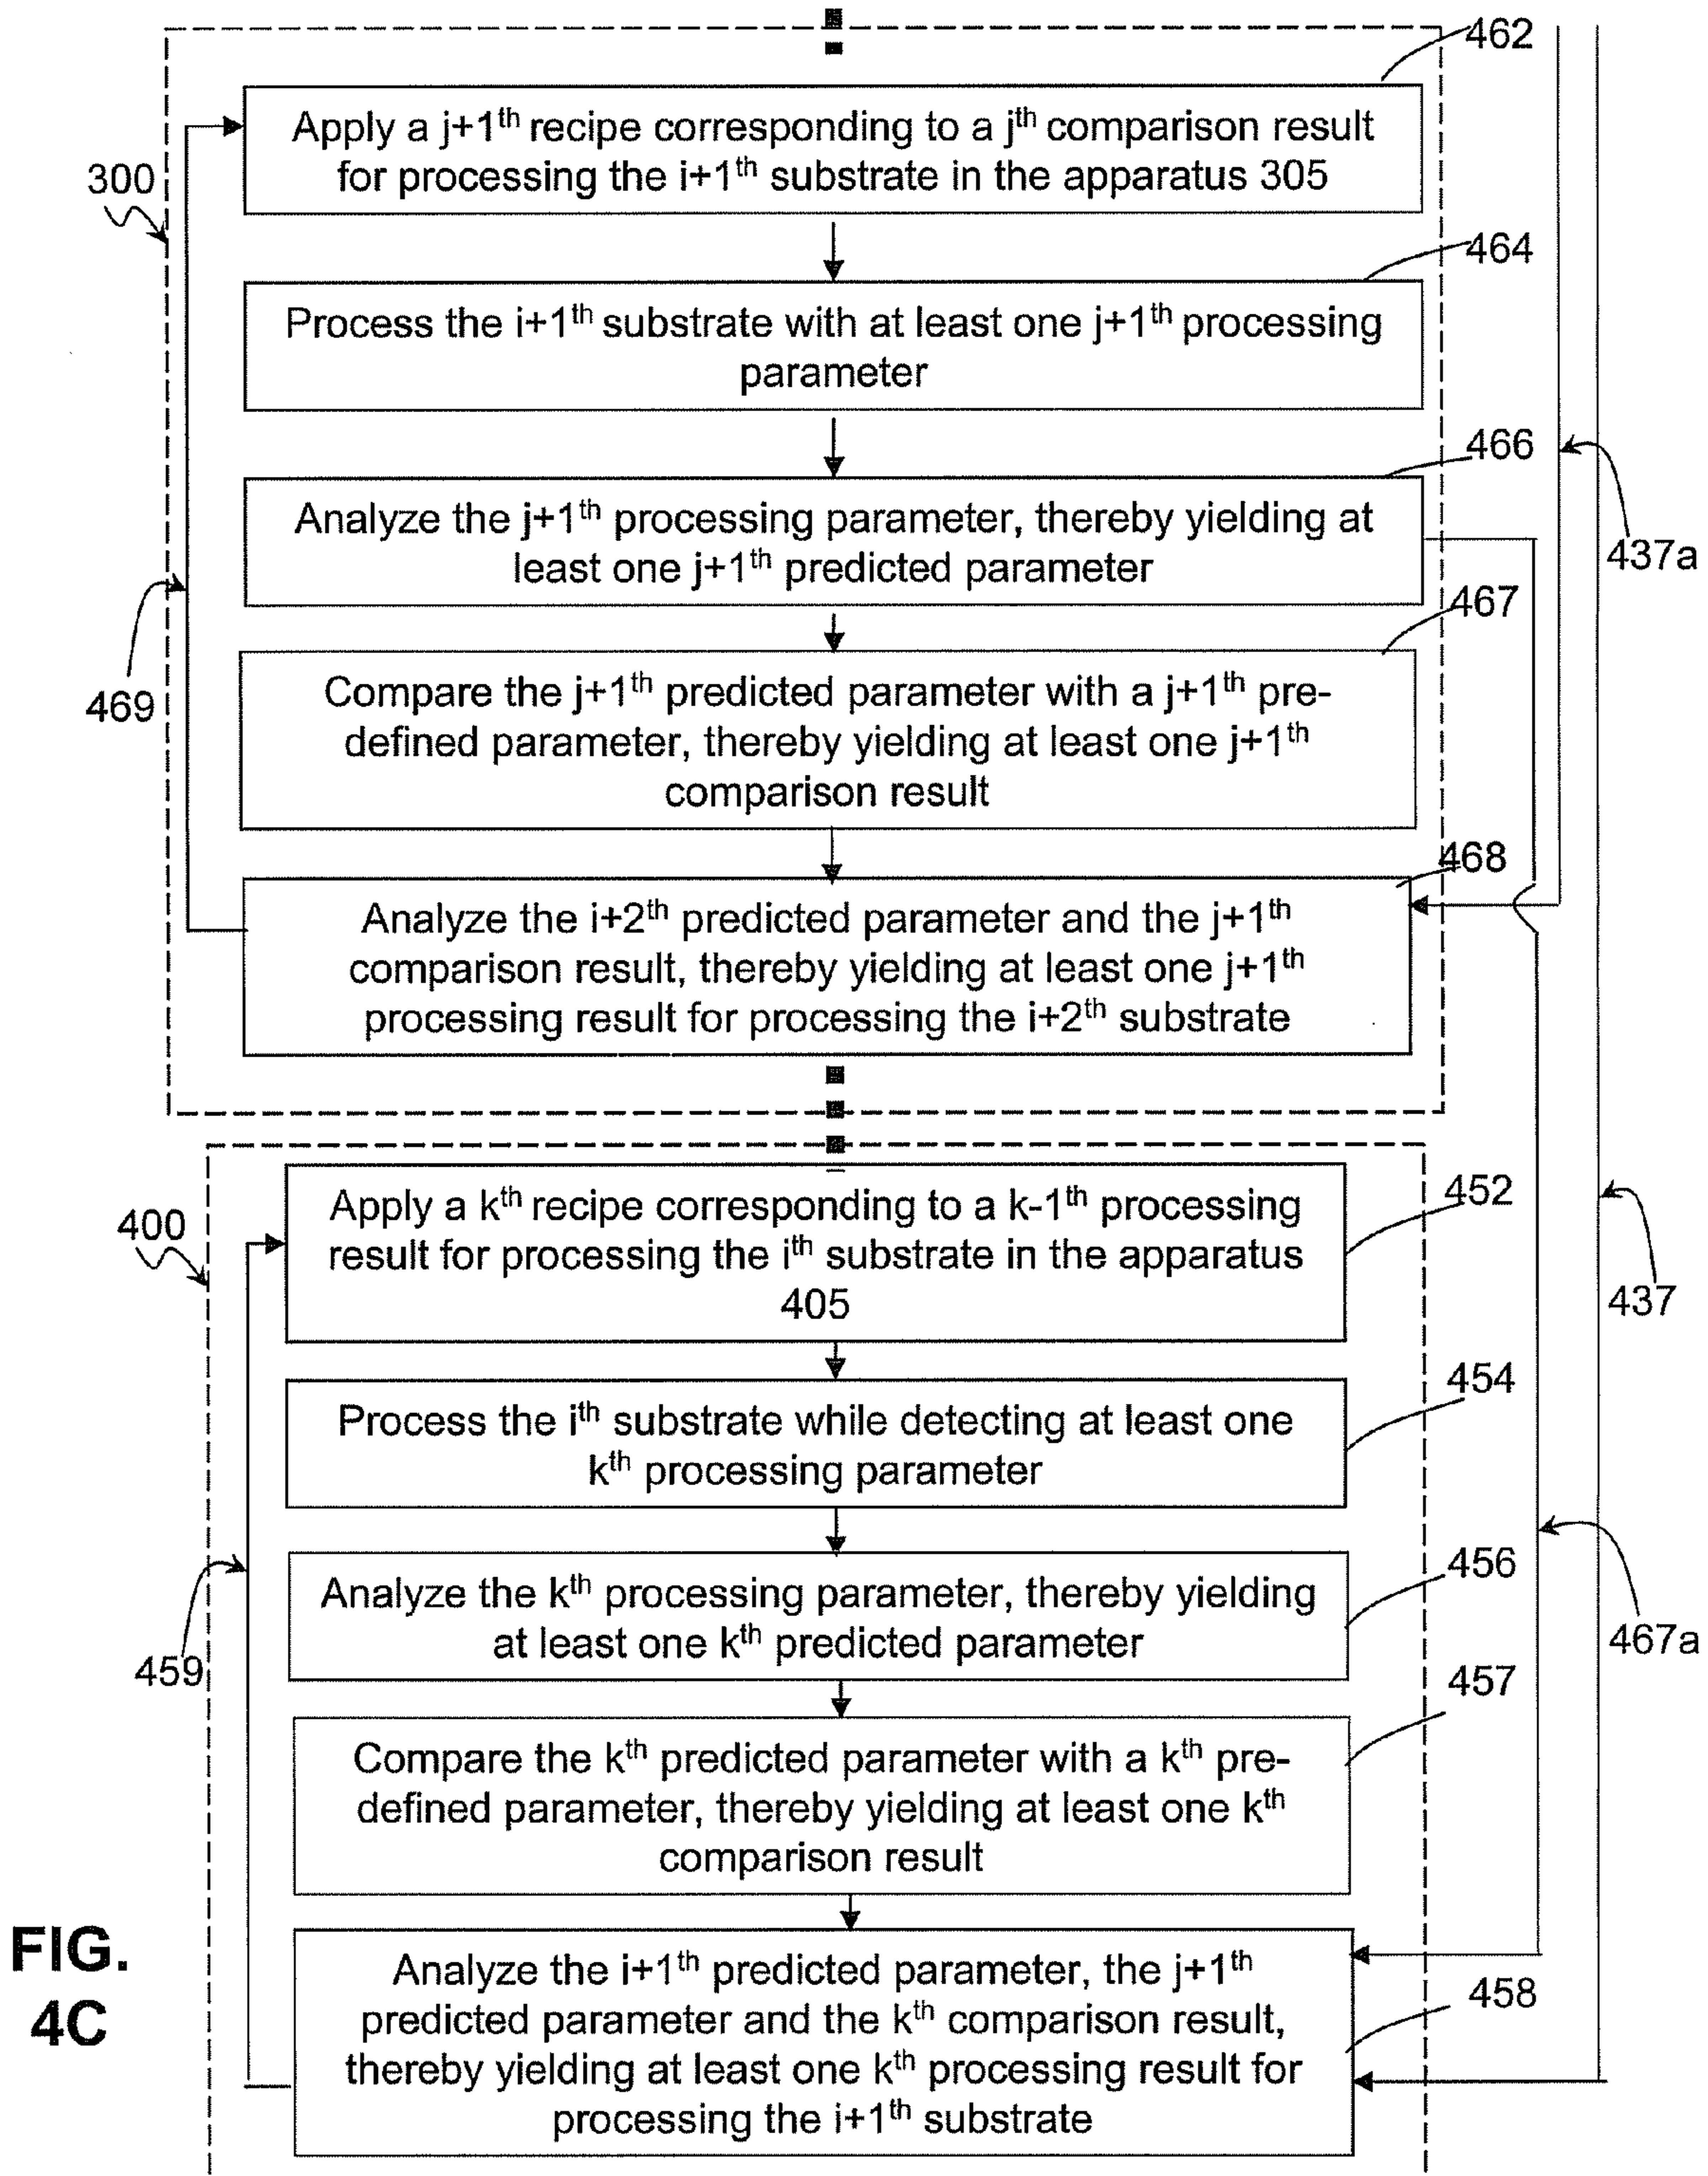 462
Apply a j+1th recipe corresponding to a jth comparison result
for processing the i+1th substrate in the apparatus 305
300
464
Process the i+1th substrate with at least one j+1th processing
parameter
466
Analyze the j+1th processing parameter, thereby yielding at
least one j+1th predicted parameter
437a
467
469
Compare the j+1th predicted parameter with a j+1th pre-
defined parameter, thereby yielding at least one j+1th
comparison result
468
Analyze the i+2th predicted parameter and the j+1th
comparison result, thereby yielding at least one j+1th
processing result for processing the i+2th substrate
452
Apply a kth recipe corresponding to a k-1th processing
result for processing the ith substrate in the apparatus
405
400
437
454
Process the ith substrate while detecting at least one
kth processing parameter
456
Analyze the kth processing parameter, thereby yielding
at least one kth predicted parameter
467a
459
457
Compare the kth predicted parameter with a kth pre-
defined parameter, thereby yielding at least one kth
comparison result
FIG.
4C
458
Analyze the i+1th predicted parameter, the j+1th
predicted parameter and the kth comparison result,
thereby yielding at least one kth processing result for
processing the i+1th substrate